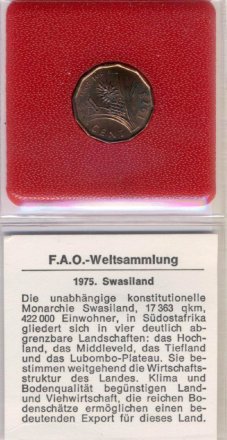 CENT
1975
F.A.O.-Weltsammlung
1975. Swasiland
Die unabhängige konstitutionelle
Monarchie Swasiland, 17 363 qkm,
422 000 Einwohner, in Südostafrika
gliedert sich in vier deutlich ab-
grenzbare Landschaften: das Hoch-
land, das Middleveld, das Tiefland
und das Lubombo-Plateau. Sie be-
stimmen weitgehend die Wirtschafts-
struktur des Landes. Klima und
Bodenqualität begünstigen Land-
und Viehwirtschaft, die reichen Bo-
denschätze ermöglichen einen be-
deutenden Export für dieses Land.